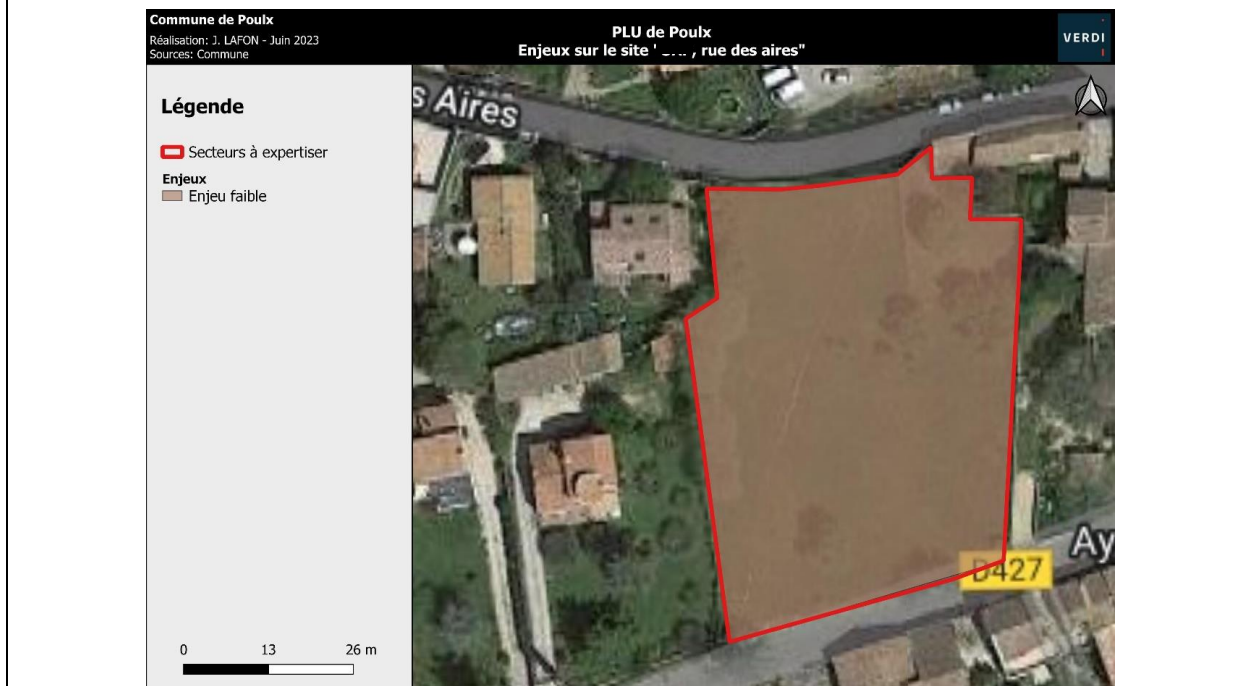 Commune de Poulx
Réalisation: J. LAFON - Juin 2023
Sources: Commune
PLU de Poulx
Enjeux sur le site ' , rue des aires"
VERDI
Légende
Secteurs à expertiser
Enjeux
Enjeu faible
s Aires
Ay
D427
0 13 26 m